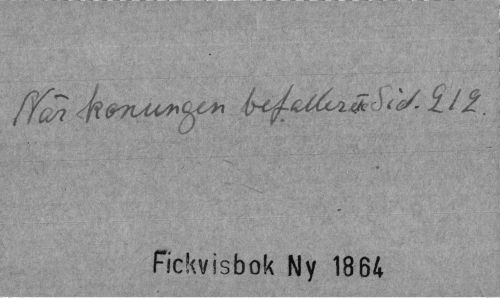 När konungen befaller Sid. 212.
Fickvisbok Ny 1864